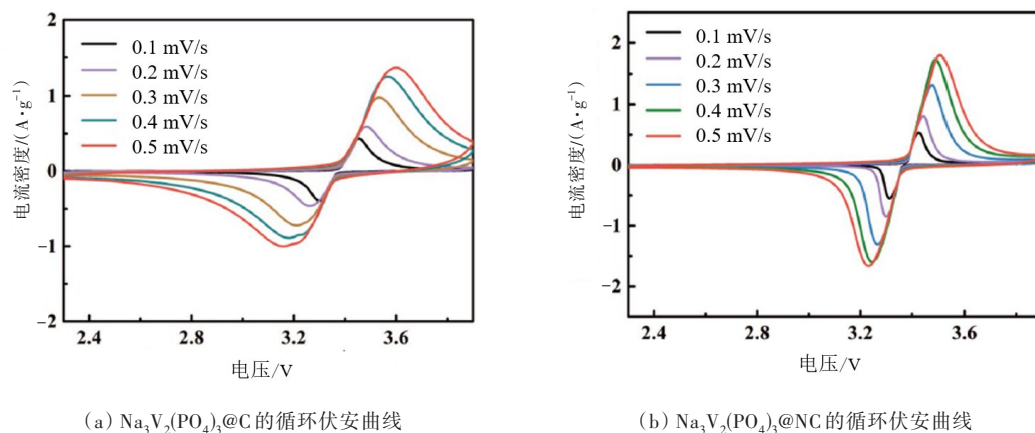 2
1
0
−1
−2
2.4
3.2
3.6
0.1 mV/s
0.2 mV/s
0.3 mV/s
0.4 mV/s
0.5 mV/s
电流密度/(A·g⁻¹)
电压/V
(a) Na₃V₂(PO₄)₃@C的循环伏安曲线
2
1
0
−1
−2
2.4
3.2
3.6
0.1 mV/s
0.2 mV/s
0.3 mV/s
0.4 mV/s
0.5 mV/s
电流密度/(A·g⁻¹)
电压/V
(b) Na₃V₂(PO₄)₃@NC的循环伏安曲线